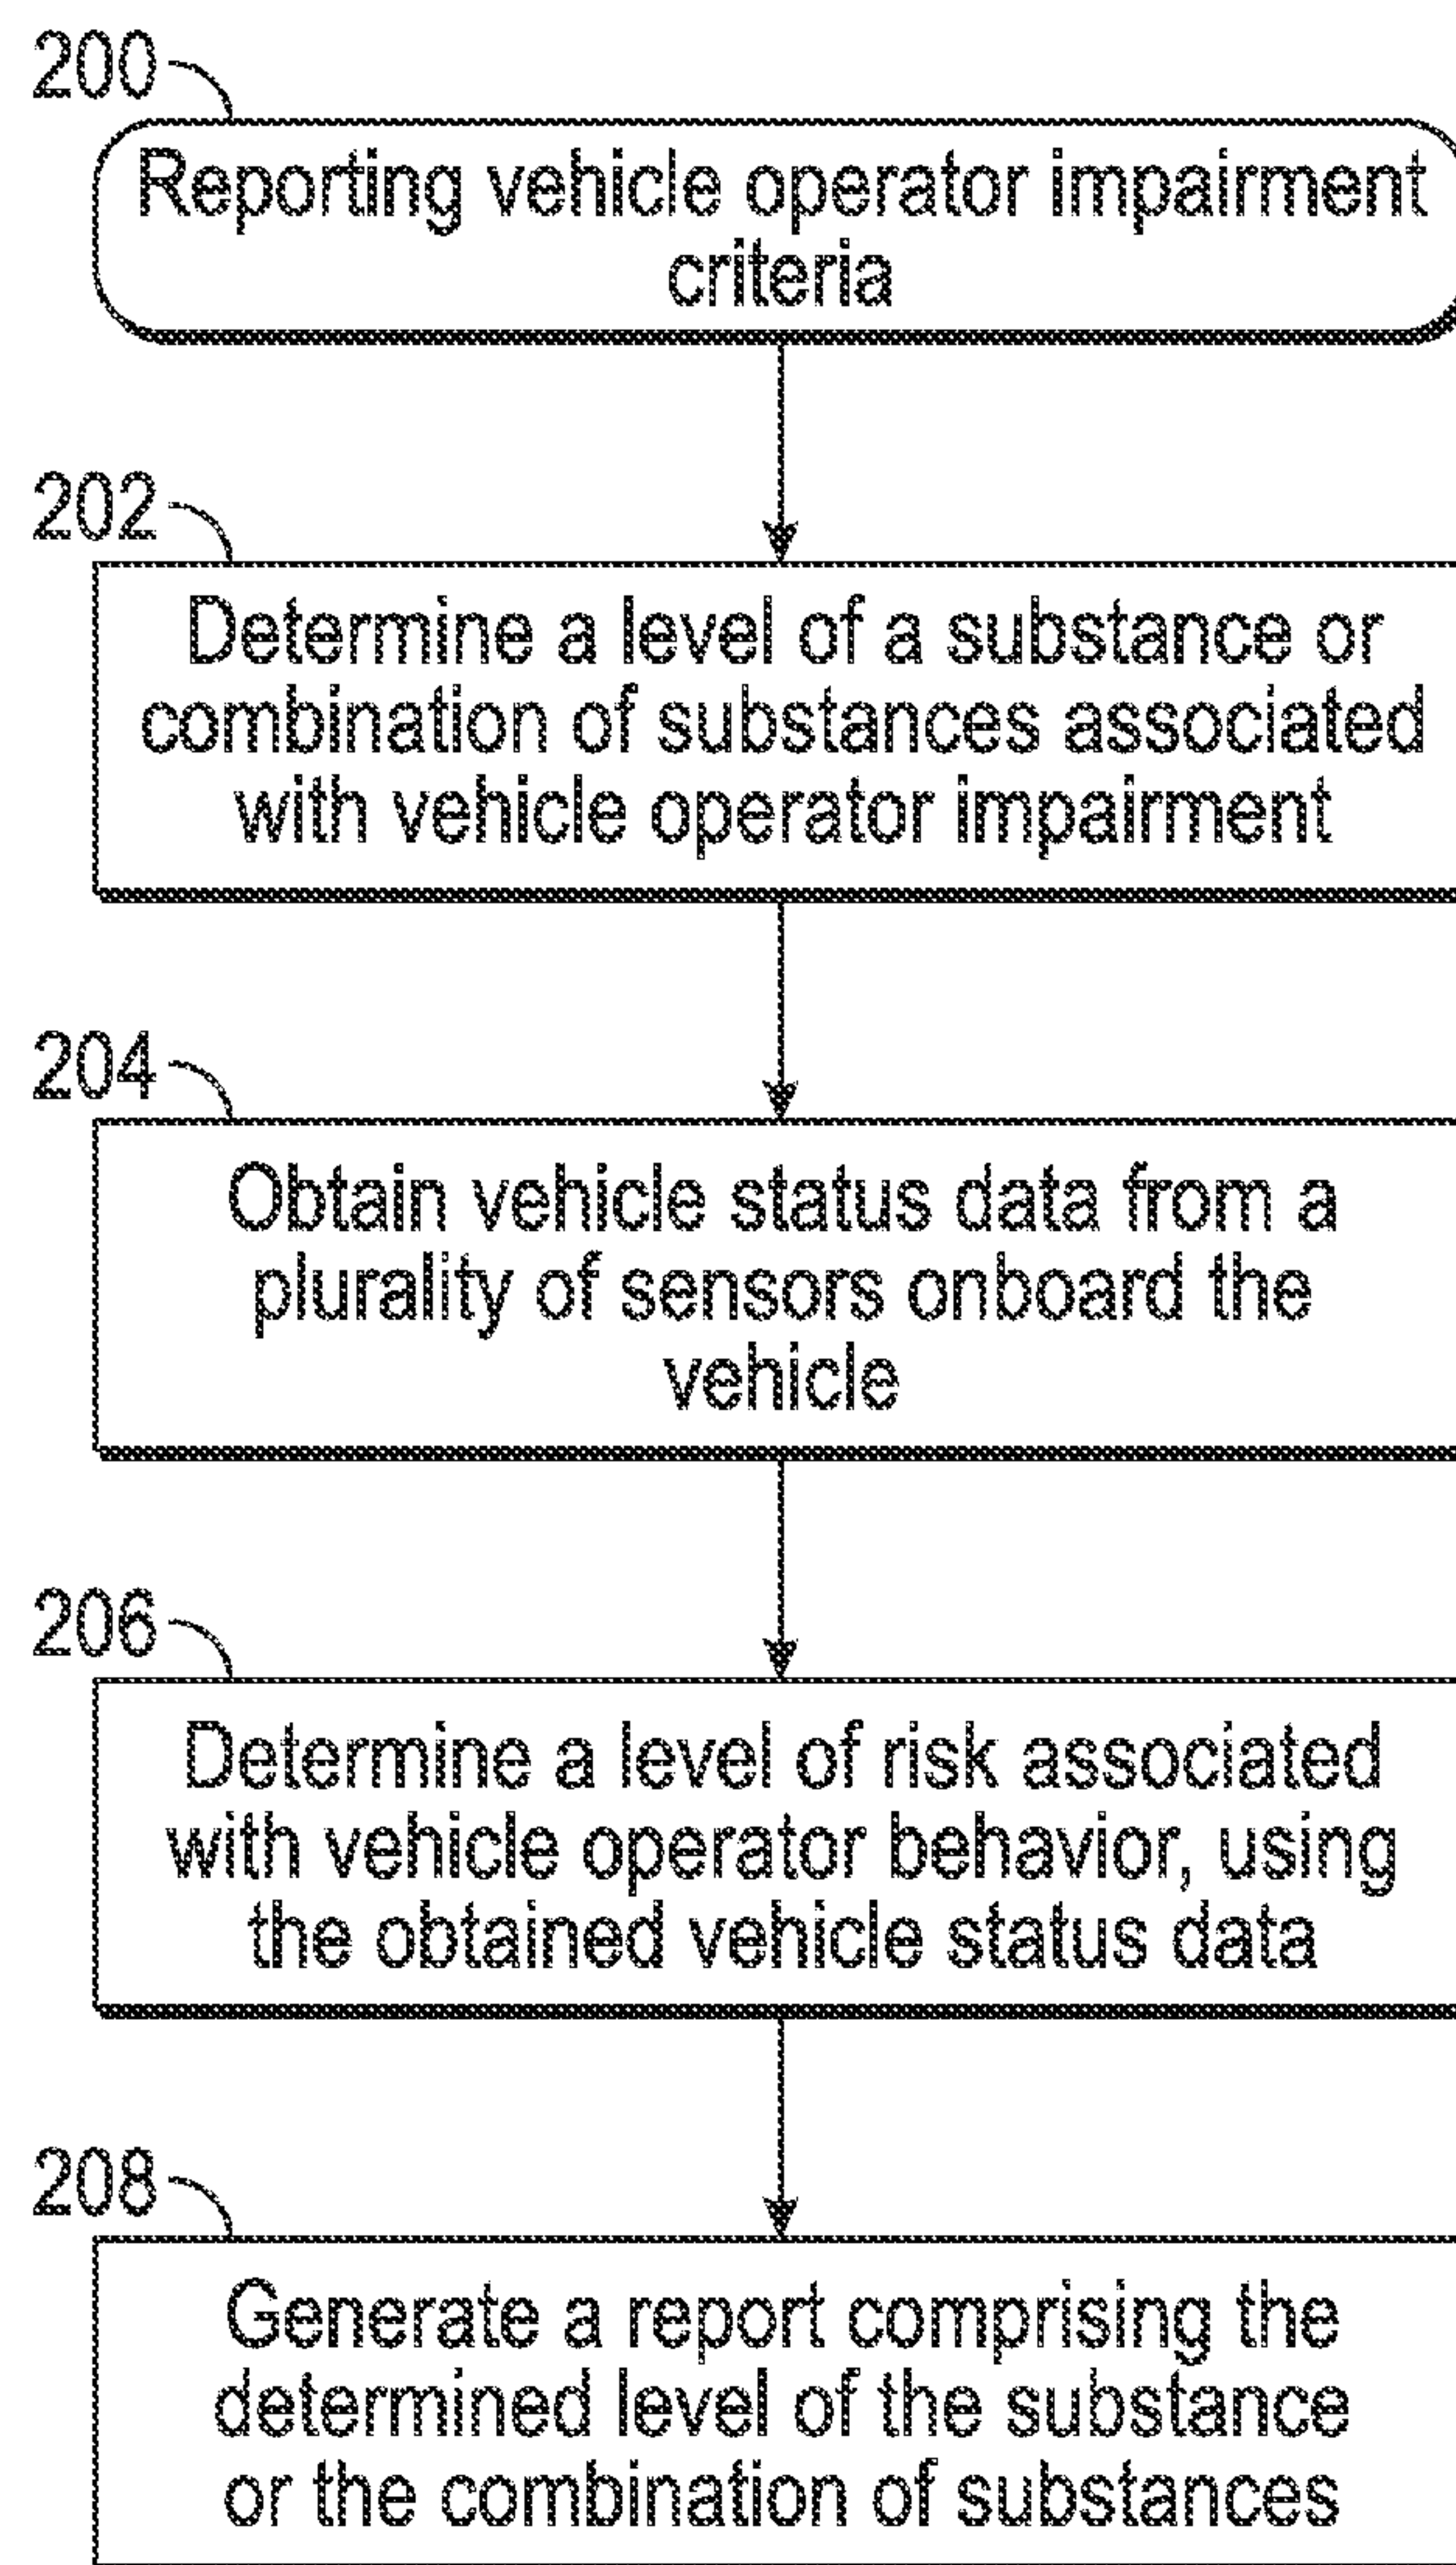 200
Reporting vehicle operator impairment
criteria
202
Determine a level of a substance or
combination of substances associated
with vehicle operator impairment
204
Obtain vehicle status data from a
plurality of sensors onboard the
vehicle
206
Determine a level of risk associated
with vehicle operator behavior, using
the obtained vehicle status data
208
Generate a report comprising the
determined level of the substance
or the combination of substances